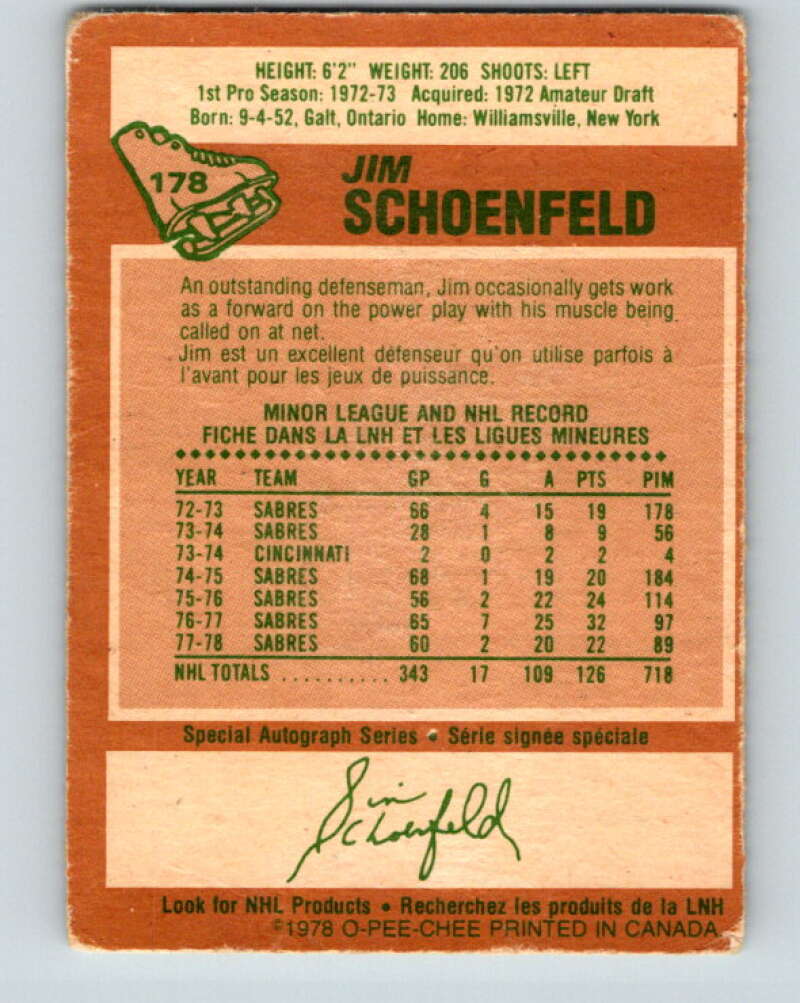 HEIGHT: 6'2" WEIGHT: 206 SHOOTS: LEFT
1st Pro Season: 1972-73 Acquired: 1972 Amateur Draft
Born: 9-4-52, Galt, Ontario Home: Williamsville, New York
178
JIM
SCHOENFELD
An outstanding defenseman, Jim occasionally gets work
as a forward on the power play with his muscle being
called on at net.
Jim est un excellent défenseur qu'on utilise parfois à
l'avant pour les jeux de puissance.
MINOR LEAGUE AND NHL RECORD
FICHE DANS LA LNH ET LES LIGUES MINEURES
YEAR TEAM GP G A PTS PIM
72-73 SABRES 66 4 15 19 178
73-74 SABRES 28 1 8 9 56
73-74 CINCINNATI 2 0 2 2 4
74-75 SABRES 68 1 19 20 184
75-76 SABRES 56 2 22 24 114
76-77 SABRES 65 7 25 32 97
77-78 SABRES 60 2 20 22 89
NHL TOTALS .......... 343 17 109 126 718
Special Autograph Series • Série signée spéciale
Jim
Schoenfeld
Look for NHL Products • Recherchez les produits de la LNH
©1978 O-PEE-CHEE PRINTED IN CANADA